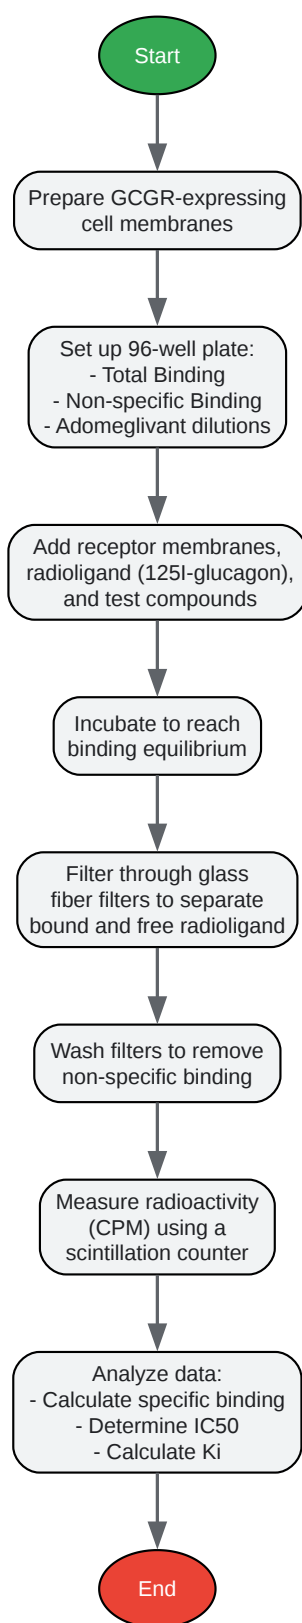 Start
Prepare GCGR-expressing
cell membranes
Set up 96-well plate:
- Total Binding
- Non-specific Binding
- Adomeglivant dilutions
Add receptor membranes,
radioligand (125I-glucagon),
and test compounds
Incubate to reach
binding equilibrium
Filter through glass
fiber filters to separate
bound and free radioligand
Wash filters to remove
non-specific binding
Measure radioactivity
(CPM) using a
scintillation counter
Analyze data:
- Calculate specific binding
- Determine IC50
- Calculate Ki
End